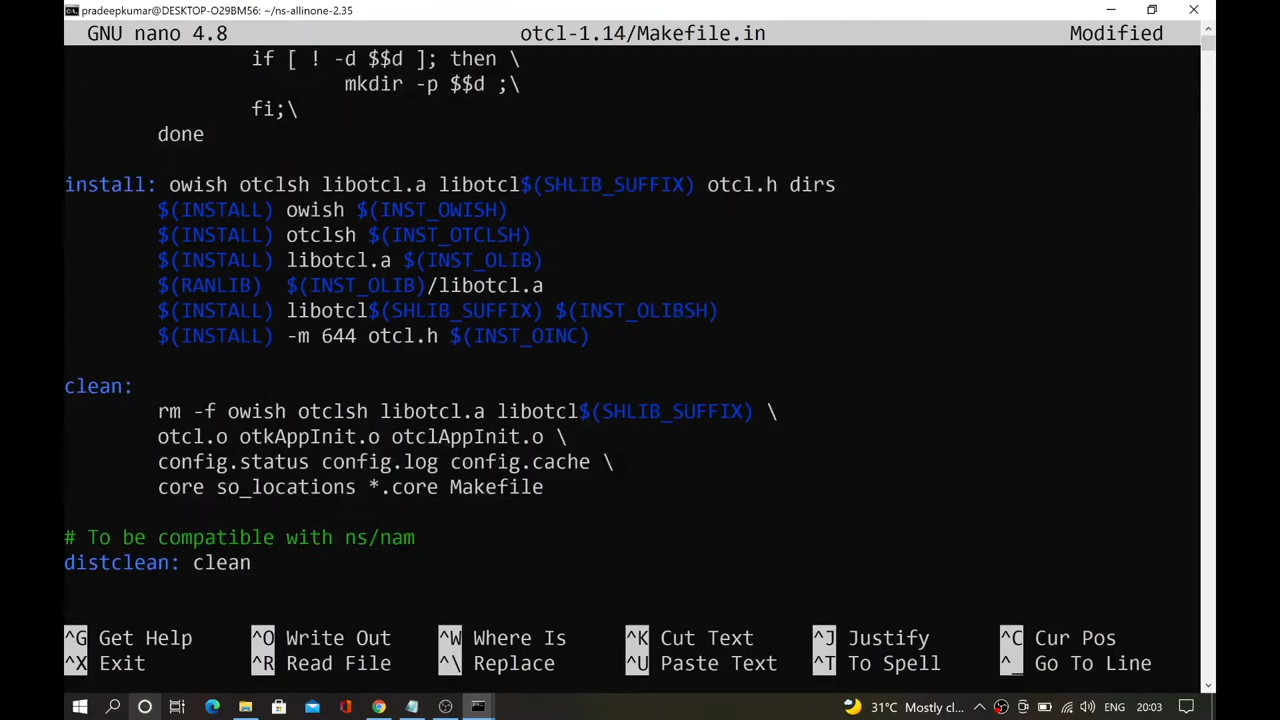 pradeepkumar@DESKTOP-O29BM56: ~/ns-allinone-2.35
GNU nano 4.8 otcl-1.14/Makefile.in Modified
if [ ! -d $$d ]; then \
mkdir -p $$d ;\
fi;\
done
install: owish otclsh libotcl.a libotcl$(SHLIB_SUFFIX) otcl.h dirs
$(INSTALL) owish $(INST_OWISH)
$(INSTALL) otclsh $(INST_OTCLSH)
$(INSTALL) libotcl.a $(INST_OLIB)
$(RANLIB) $(INST_OLIB)/libotcl.a
$(INSTALL) libotcl$(SHLIB_SUFFIX) $(INST_OLIBSH)
$(INSTALL) -m 644 otcl.h $(INST_OINC)
clean:
rm -f owish otclsh libotcl.a libotcl$(SHLIB_SUFFIX) \
otcl.o otkAppInit.o otclAppInit.o \
config.status config.log config.cache \
core so_locations *.core Makefile
# To be compatible with ns/nam
distclean: clean
^G Get Help ^O Write Out ^W Where Is ^K Cut Text ^J Justify ^C Cur Pos
^X Exit ^R Read File ^\ Replace ^U Paste Text ^T To Spell ^_ Go To Line
31°C Mostly cl... ENG 20:03